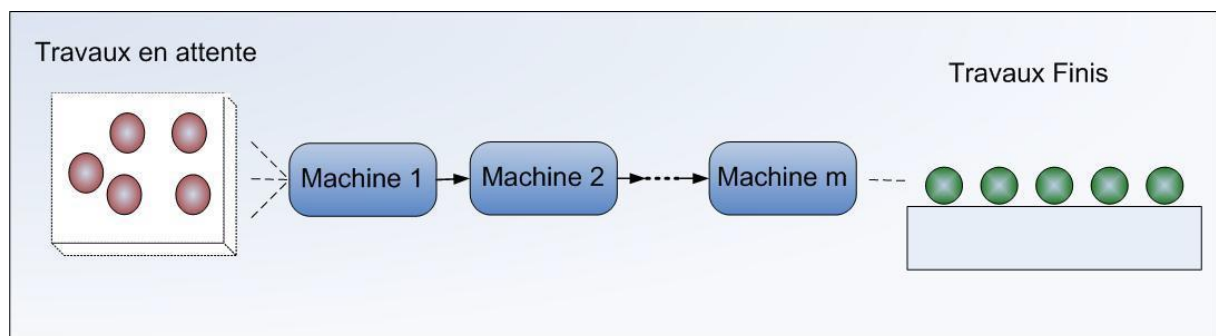 Travaux en attente
Travaux Finis
Machine 1
Machine 2
Machine m